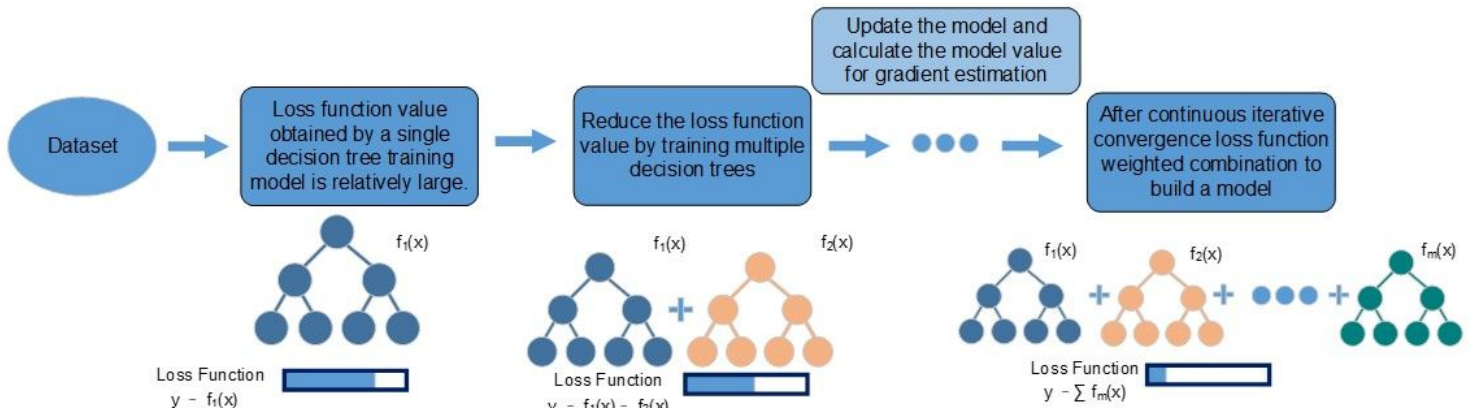 Update the model and
calculate the model value
for gradient estimation
Dataset
Loss function value
obtained by a single
decision tree training
model is relatively large.
Reduce the loss function
value by training multiple
decision trees
After continuous iterative
convergence loss function
weighted combination to
build a model
f₁(x)
f₁(x)
f₂(x)
f₁(x)
f₂(x)
fₘ(x)
Loss Function
y - f₁(x)
Loss Function
y - f₁(x) - f₂(x)
Loss Function
y - ∑ fₘ(x)